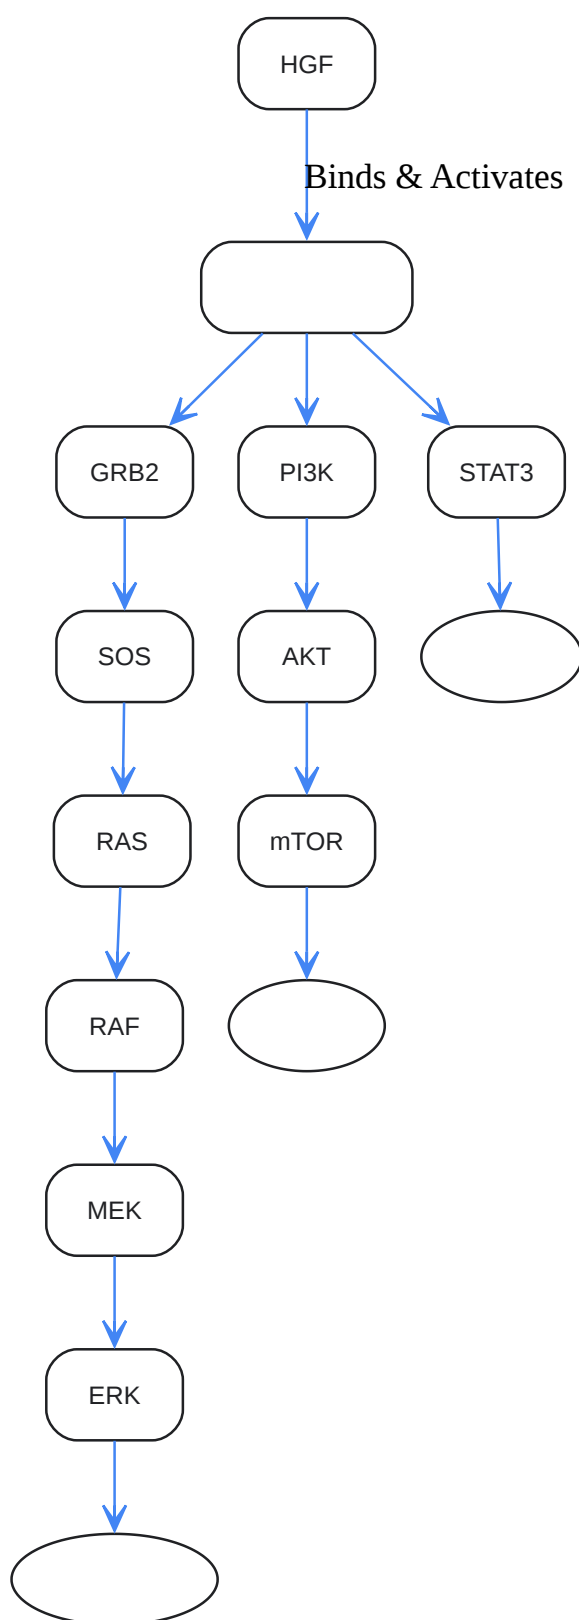 HGF
Binds & Activates
GRB2
PI3K
STAT3
SOS
AKT
RAS
mTOR
RAF
MEK
ERK